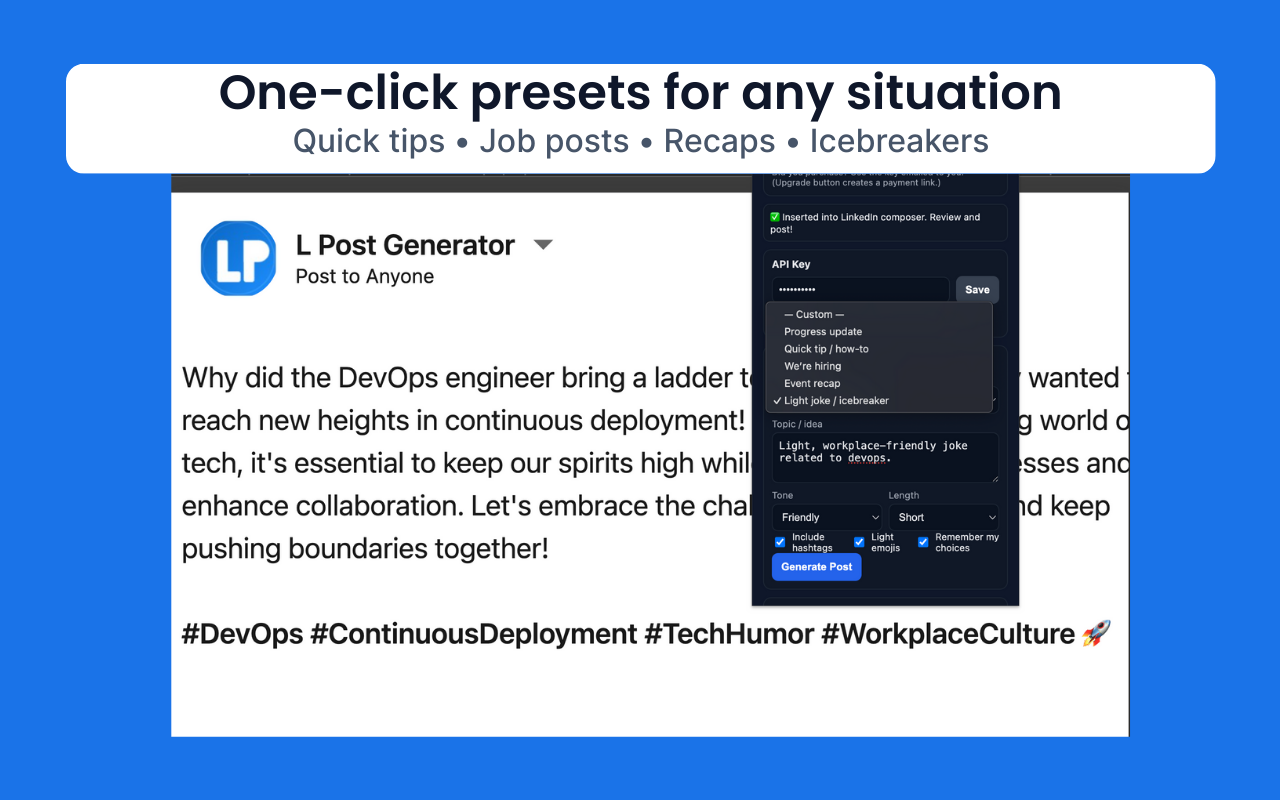 One-click presets for any situation
Quick tips • Job posts • Recaps • Icebreakers
LP
L Post Generator
Post to Anyone
Why did the DevOps engineer bring a ladder
wanted
reach new heights in continuous deployment!
world
tech, it's essential to keep our spirits high
and
enhance collaboration. Let's embrace the
keep
pushing boundaries together!
#DevOps #ContinuousDeployment #TechHumor #WorkplaceCulture 🚀
(Upgrade button creates a payment link.)
✅ Inserted into LinkedIn composer. Review and
post!
API Key
••••••••••
Save
— Custom —
Progress update
Quick tip / how-to
We're hiring
Event recap
✓ Light joke / icebreaker
Topic / idea
Light, workplace-friendly joke
related to devops.
Tone
Length
Friendly
Short
Include
hashtags
Light
emojis
Remember my
choices
Generate Post